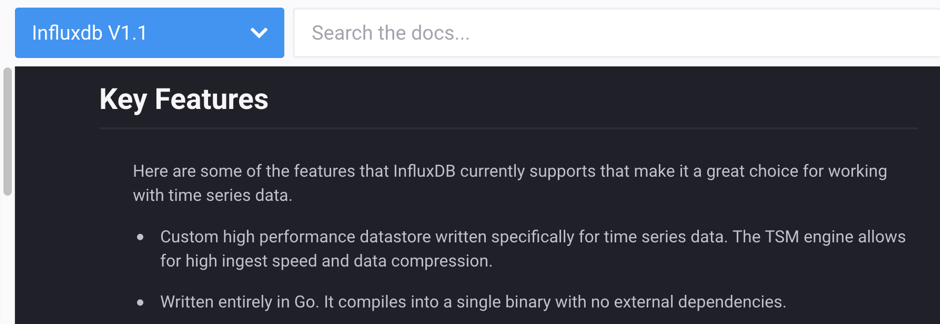 Influxdb V1.1
Search the docs...
Key Features
Here are some of the features that InfluxDB currently supports that make it a great choice for working
with time series data.
• Custom high performance datastore written specifically for time series data. The TSM engine allows
for high ingest speed and data compression.
• Written entirely in Go. It compiles into a single binary with no external dependencies.